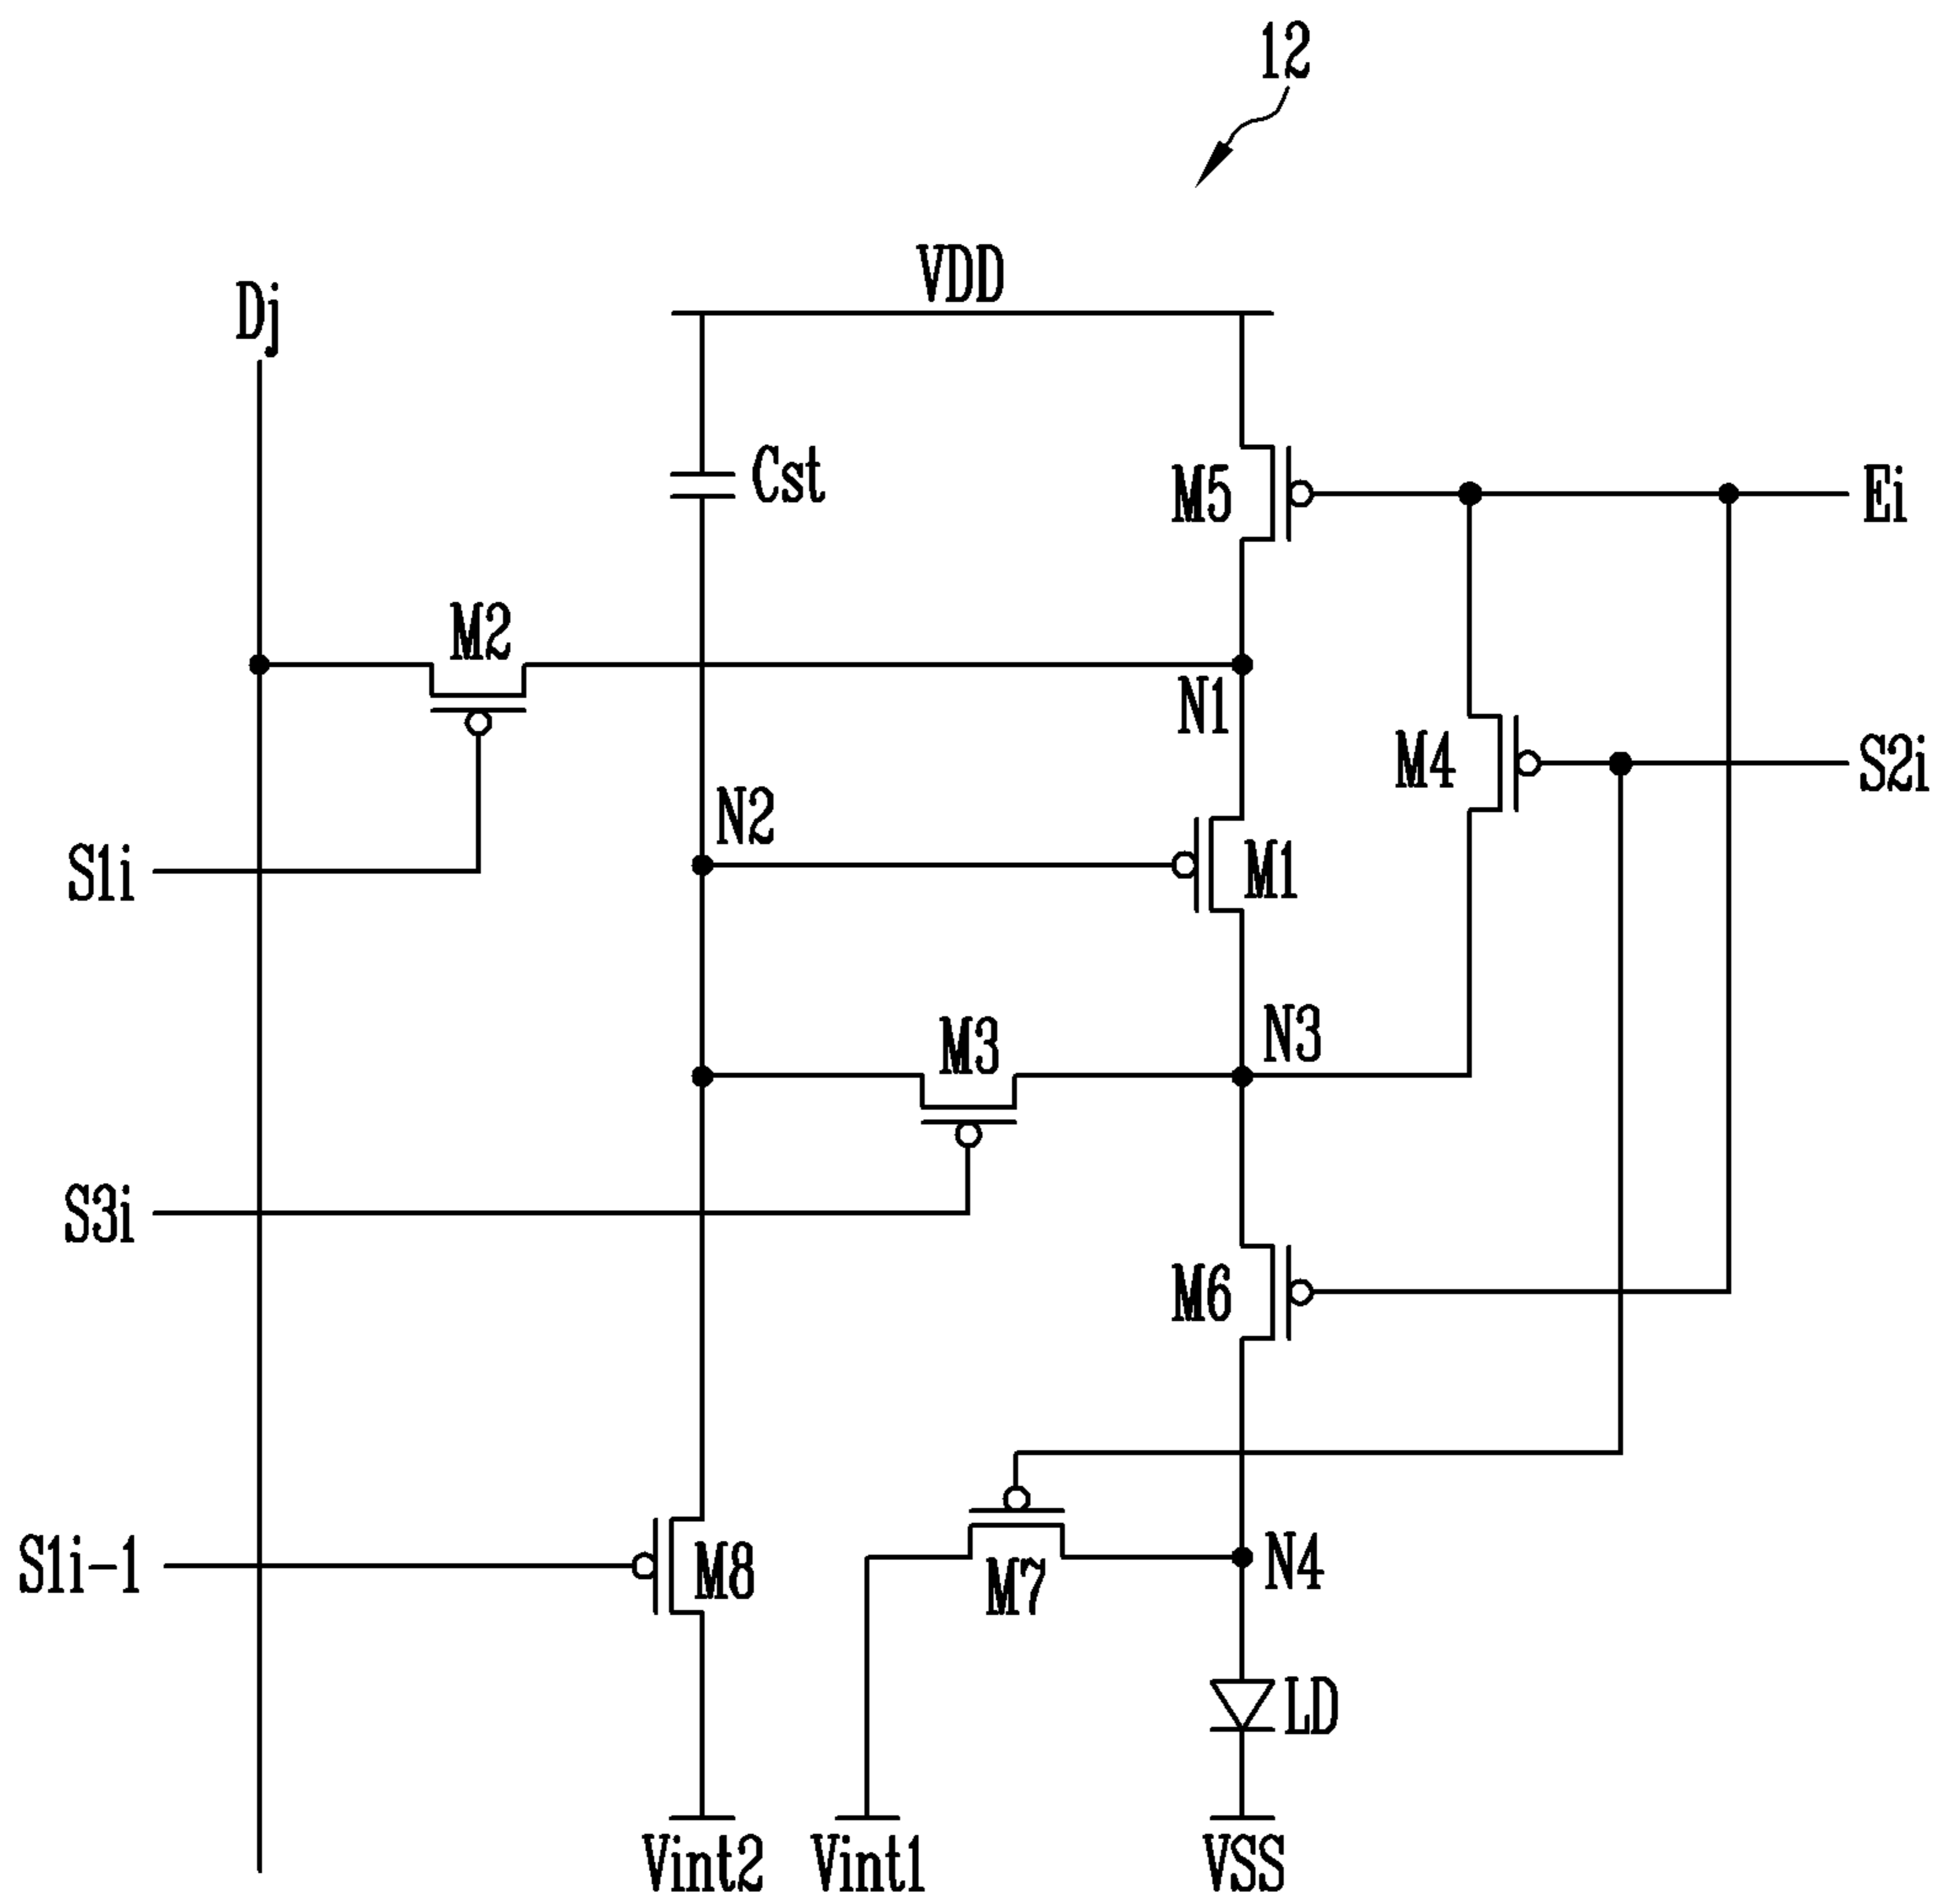 12
VDD
Dj
Cst
M5
Ei
M2
N1
M4
S2i
N2
S1i
M1
N3
M3
S3i
M6
S1i-1
M8
M7
N4
LD
Vint2
Vint1
VSS